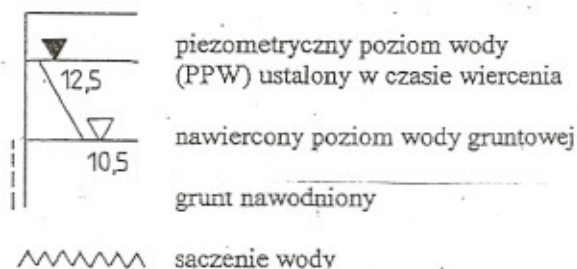 piezometryczny poziom wody
12,5 (PPW) ustalony w czasie wiercenia
nawiercony poziom wody gruntowej
10,5
grunt nawodniony
saczenie wody